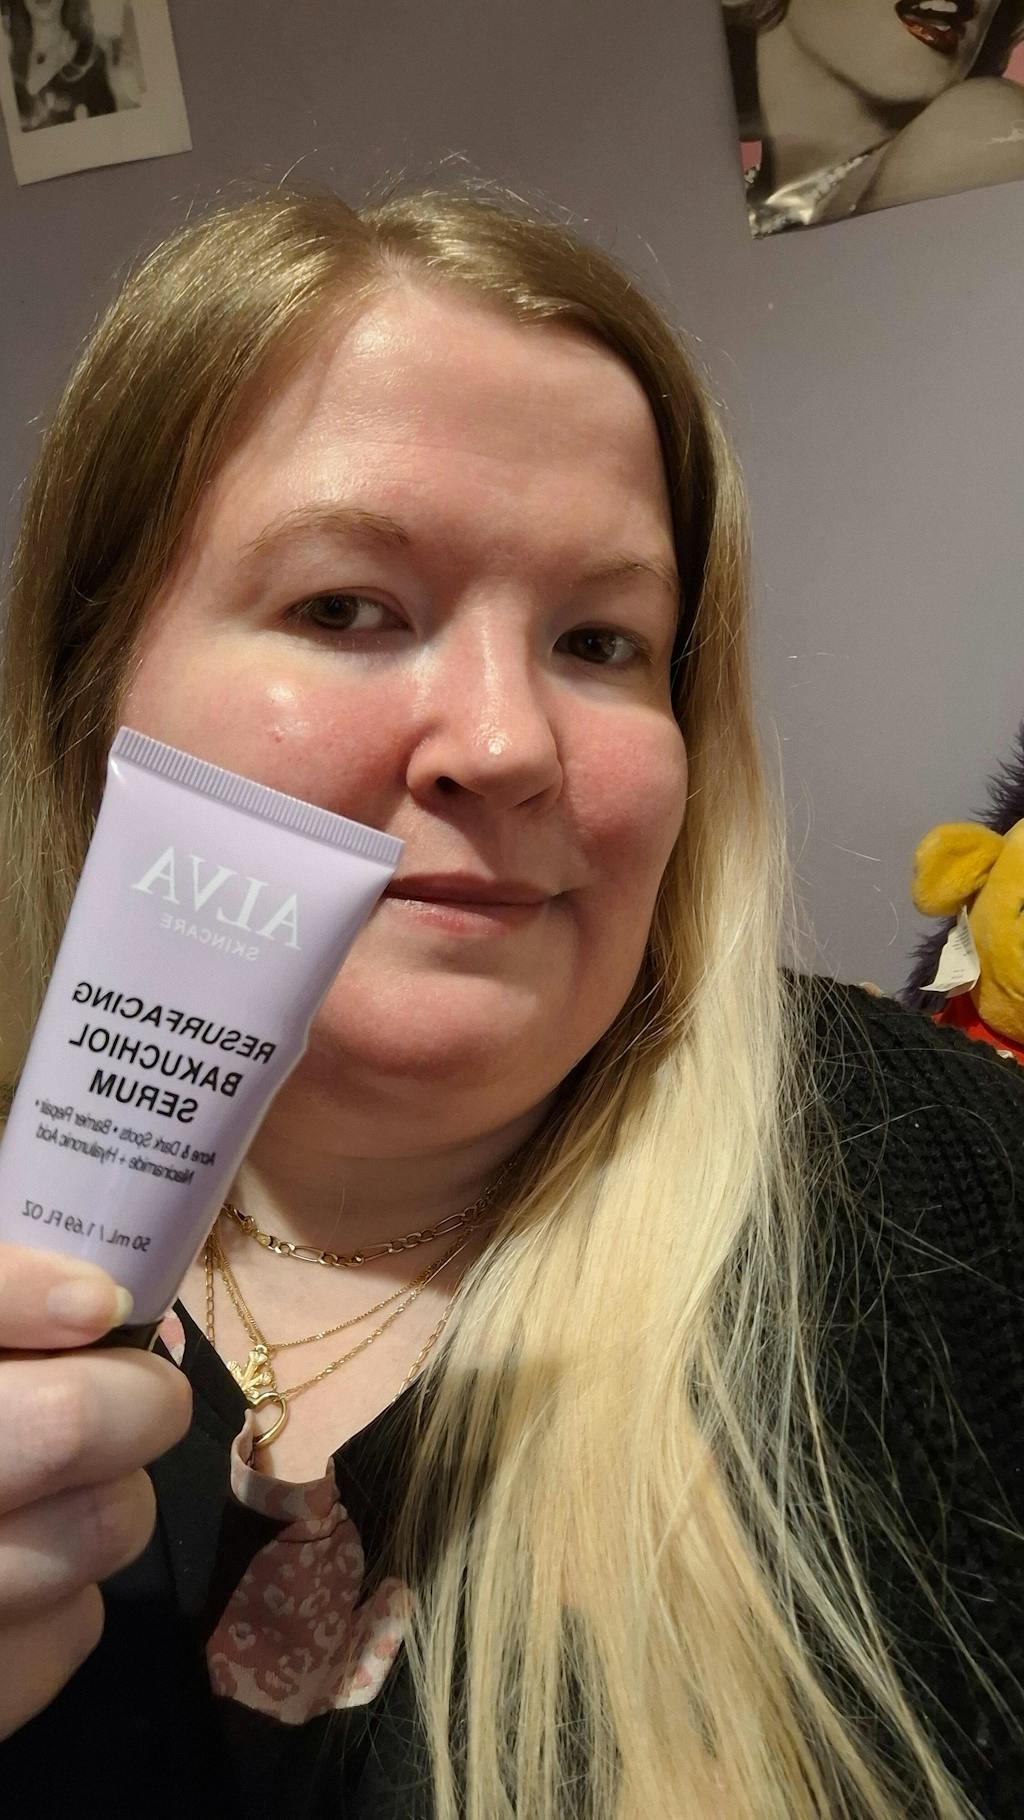 ALVA
SKINCARE
RESURFACING
BAKUCHIOL
SERUM
Acne & Dark Spots • Barrier Repair •
Niacinamide + Hyaluronic Acid
50 mL / 1.69 FL OZ